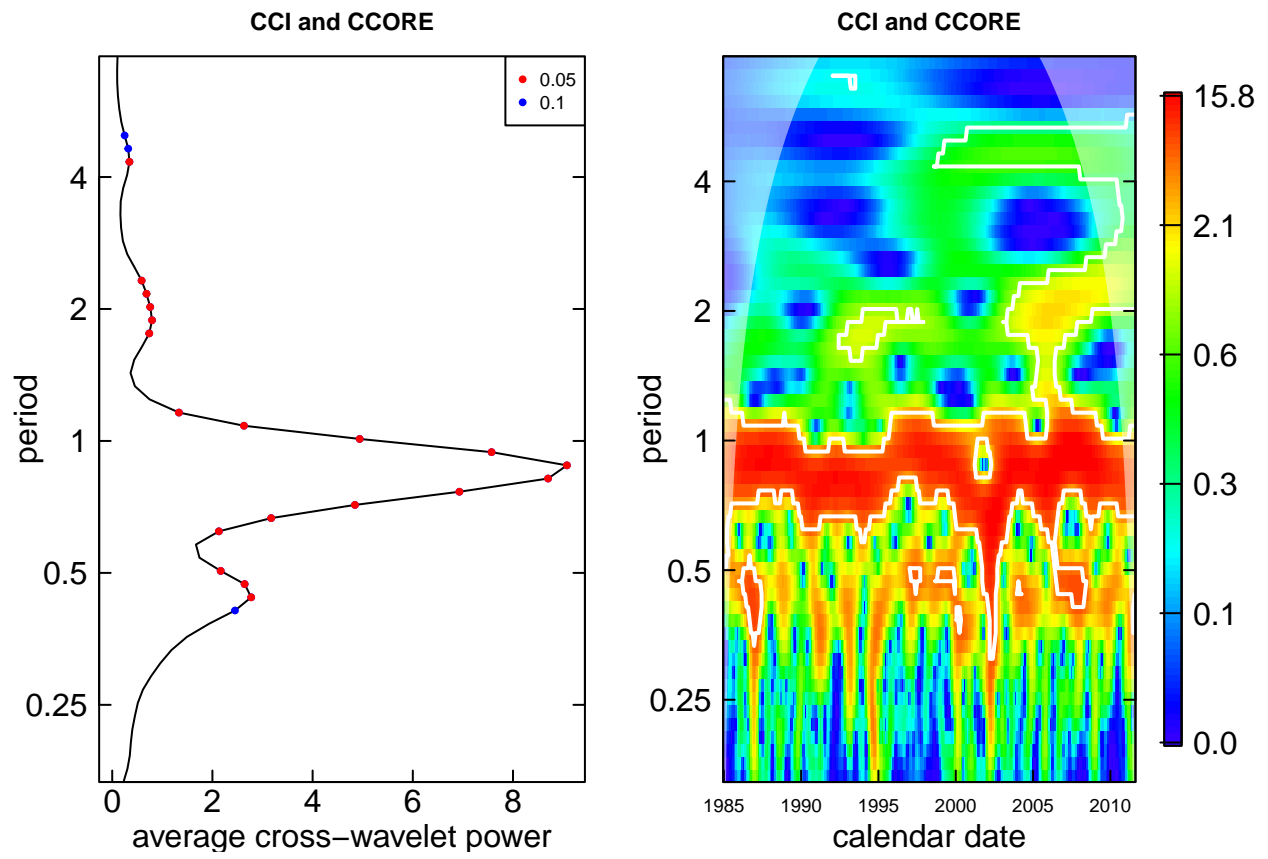 CCI and CCORE
0.05
0.1
4
2
1
0.5
0.25
period
0 2 4 6 8
average cross−wavelet power
CCI and CCORE
4
2
1
0.5
0.25
period
1985 1990 1995 2000 2005 2010
calendar date
15.8
2.1
0.6
0.3
0.1
0.0